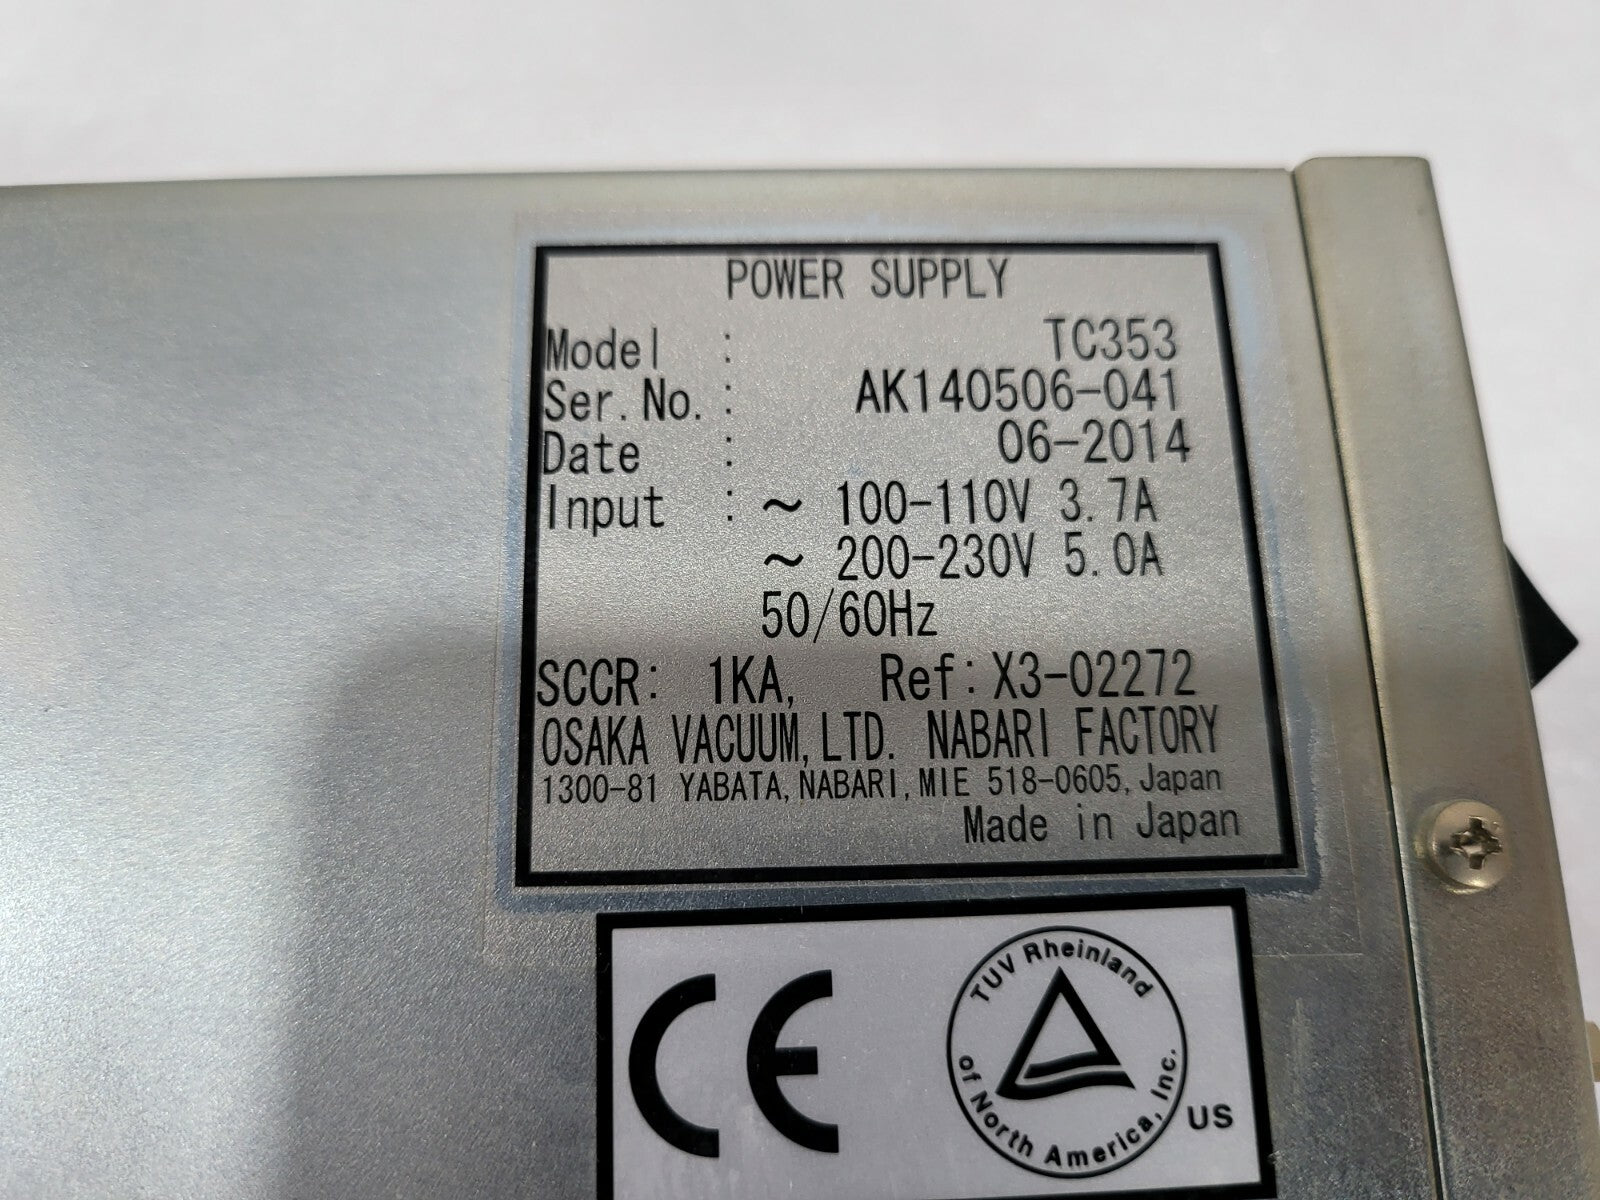 POWER SUPPLY
Model : TC353
Ser.No. : AK140506-041
Date : 06-2014
Input : ~ 100-110V 3.7A
~ 200-230V 5.0A
50/60Hz
SCCR: 1KA, Ref:X3-02272
OSAKA VACUUM,LTD. NABARI FACTORY
1300-81 YABATA,NABARI,MIE 518-0605,Japan
Made in Japan
CE
TUV Rheinland
of North America, Inc.
US